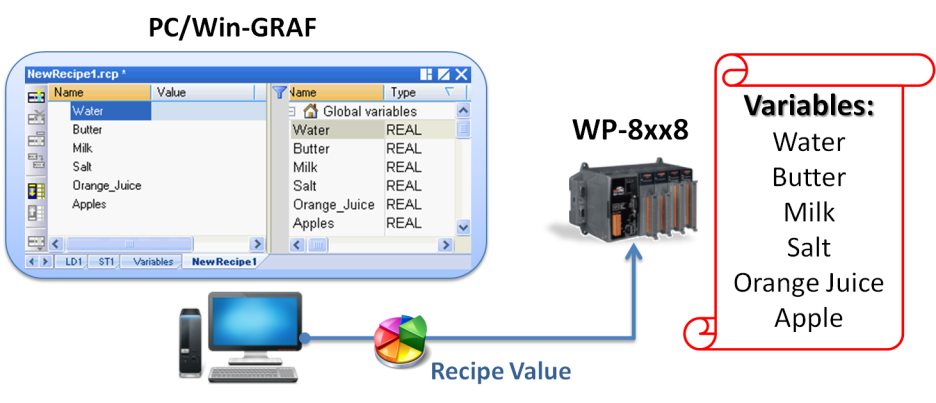 PC/Win-GRAF
NewRecipe1.rcp *
Name Value
Water
Butter
Milk
Salt
Orange_Juice
Apples
Name Type
Global variables
Water REAL
Butter REAL
Milk REAL
Salt REAL
Orange_Juice REAL
Apples REAL
LD1 ST1 Variables NewRecipe1
WP-8xx8
Variables:
Water
Butter
Milk
Salt
Orange Juice
Apple
Recipe Value